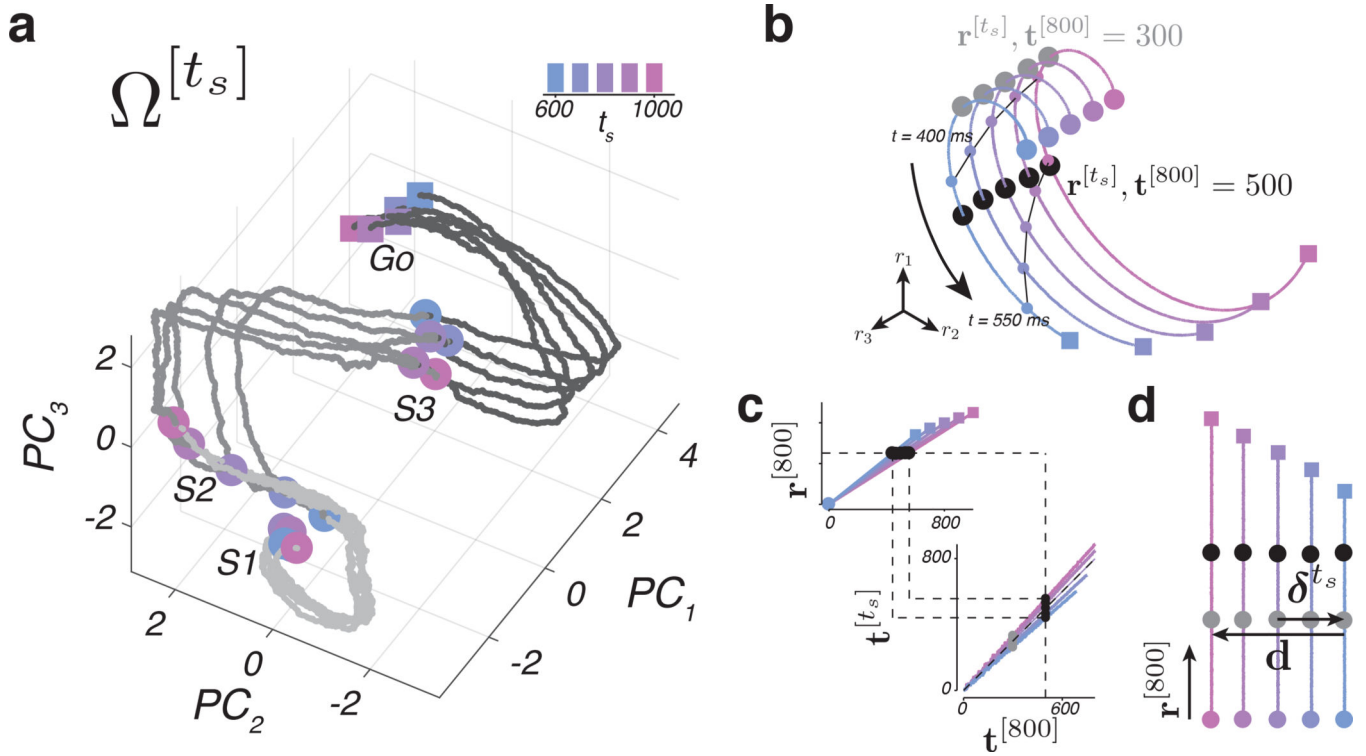 a
Ω^[t_s]
600 1000
t_s
Go
S3
S2
S1
2
0
-2
PC_3
2
0
-2
PC_2
4
2
0
-2
PC_1
b
r^[t_s], t^[800] = 300
t = 400 ms
r^[t_s], t^[800] = 500
t = 550 ms
r_1
r_2
r_3
c
r^[800]
0 800
800
t^[t_s]
0
0 600
t^[800]
d
δ^t_s
d
r^[800]